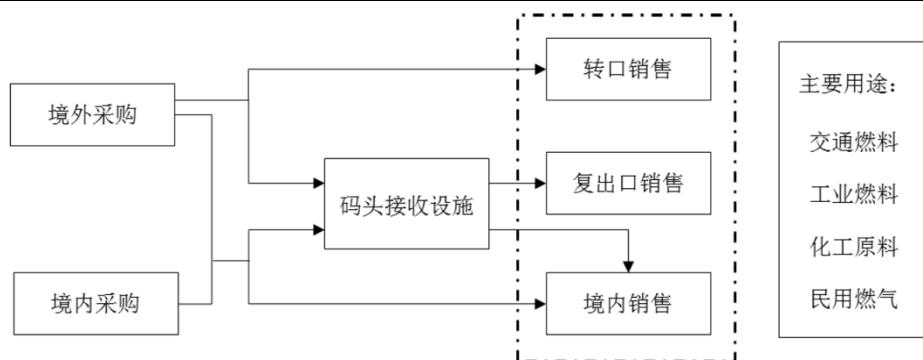 境外采购
境内采购
码头接收设施
转口销售
复出口销售
境内销售
主要用途：
交通燃料
工业燃料
化工原料
民用燃气